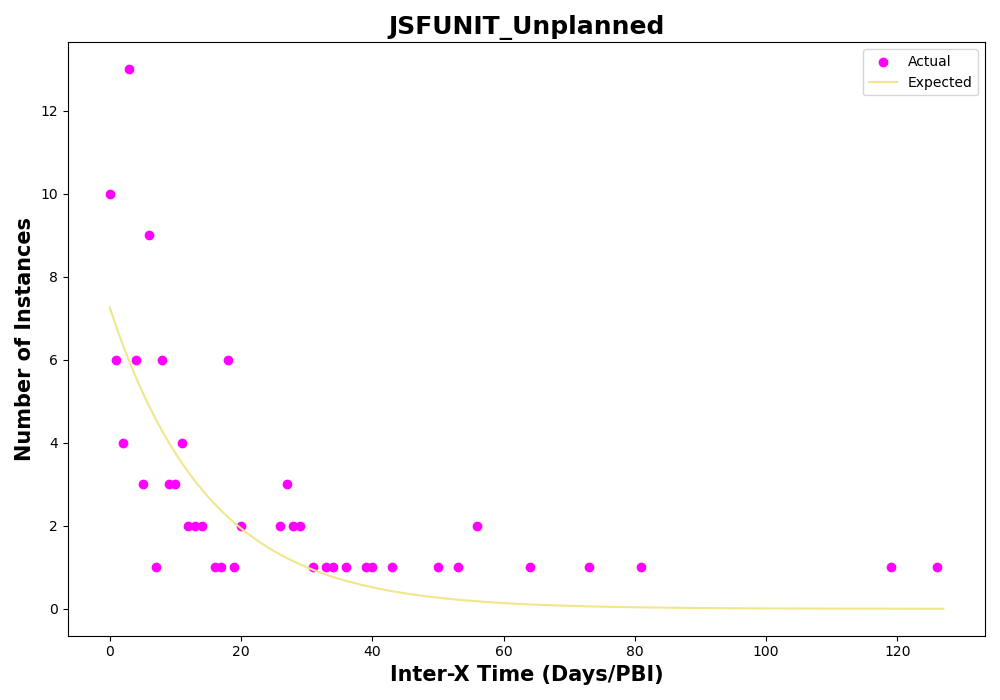 JSFUNIT_Unplanned
Actual
Expected
Number of Instances
12
10
8
6
4
2
0
0 20 40 60 80 100 120
Inter-X Time (Days/PBI)